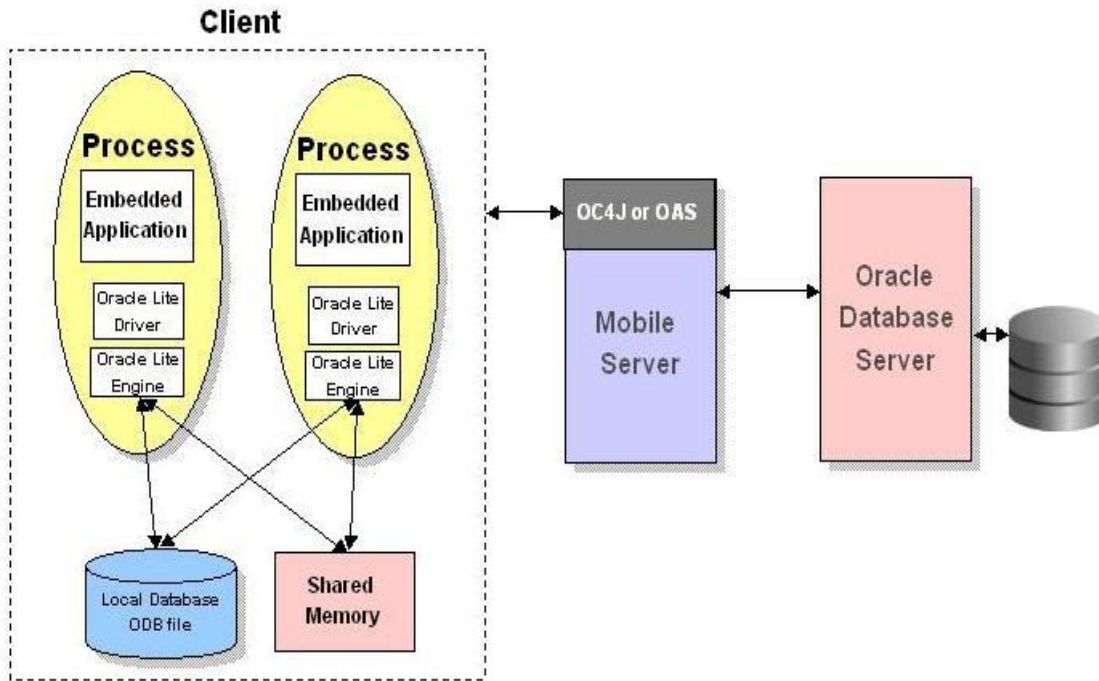 Client
Process
Embedded
Application
Oracle Lite
Driver
Oracle Lite
Engine
Process
Embedded
Application
Oracle Lite
Driver
Oracle Lite
Engine
Local Database
ODB file
Shared
Memory
OC4J or OAS
Mobile
Server
Oracle
Database
Server